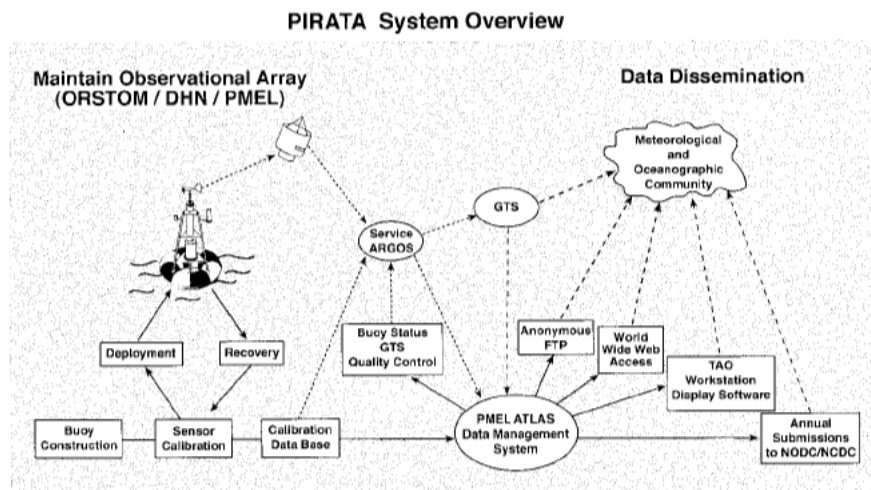 PIRATA System Overview
Maintain Observational Array
(ORSTOM / DHN / PMEL)
Data Dissemination
Meteorological
and
Oceanographic
Community
GTS
Service
ARGOS
Deployment
Recovery
Buoy Status
GTS
Quality Control
Anonymous
FTP
World
Wide Web
Access
TAO
Workstation
Display Software
Buoy
Construction
Sensor
Calibration
Calibration
Data Base
PMEL ATLAS
Data Management
System
Annual
Submissions
to NODC/NCDC